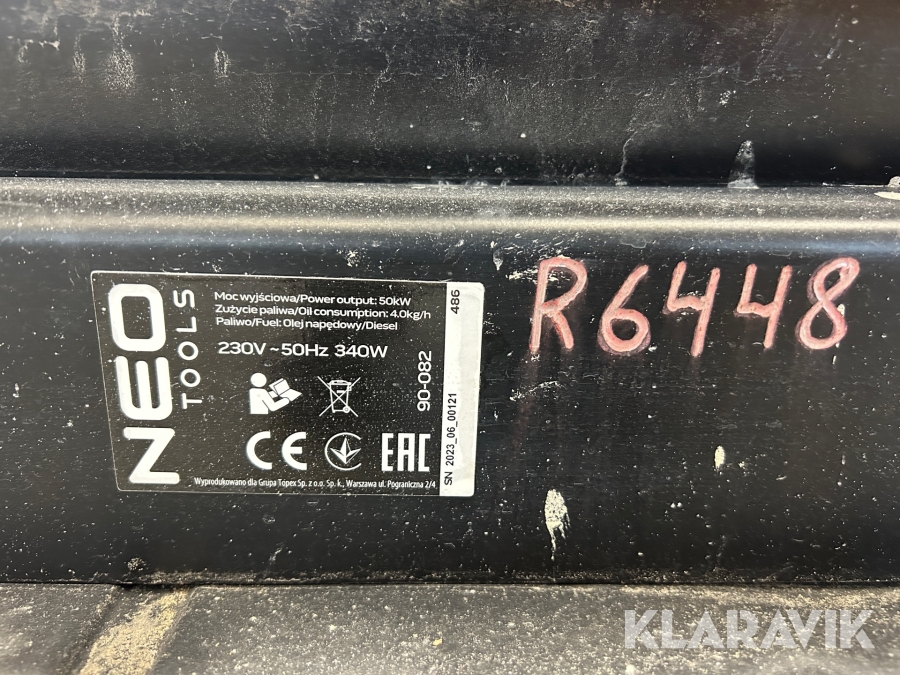 NEO
TOOLS
Moc wyjściowa/Power output: 50kW
Zużycie paliwa/Oil consumption: 4.0kg/h
Paliwo/Fuel: Olej napędowy/Diesel
230V ~ 50Hz 340W
90-082
CE
EAC
Wyprodukowano dla Grupa Topex Sp. z o.o. Sp. k., Warszawa ul. Pograniczna 2/4
SN 2023_06_00121
486
R6448
KLARAVIK